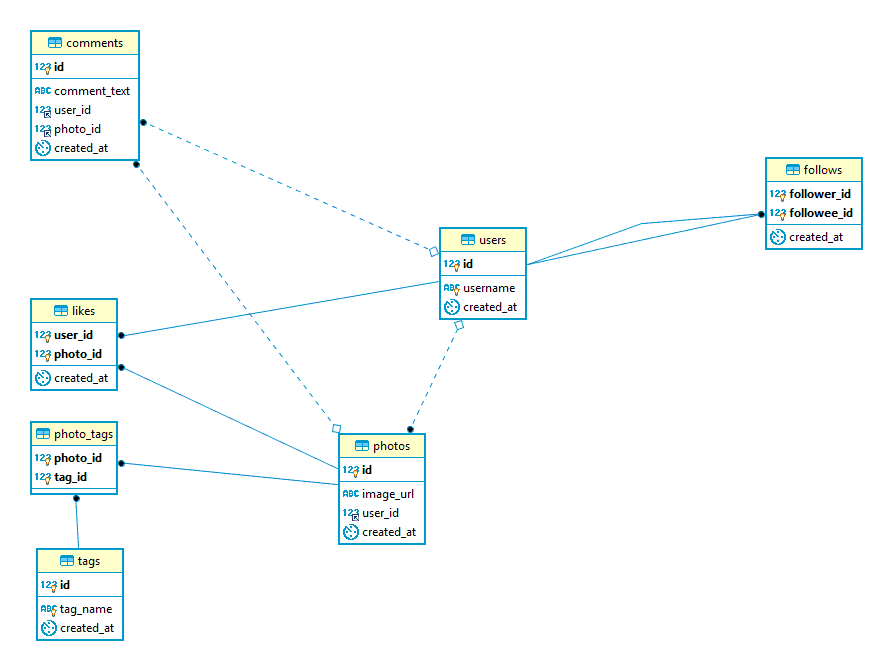 comments
123 id
ABC comment_text
123 user_id
123 photo_id
created_at
follows
123 follower_id
123 followee_id
created_at
users
123 id
ABC username
created_at
likes
123 user_id
123 photo_id
created_at
photo_tags
123 photo_id
123 tag_id
photos
123 id
ABC image_url
123 user_id
created_at
tags
123 id
ABC tag_name
created_at